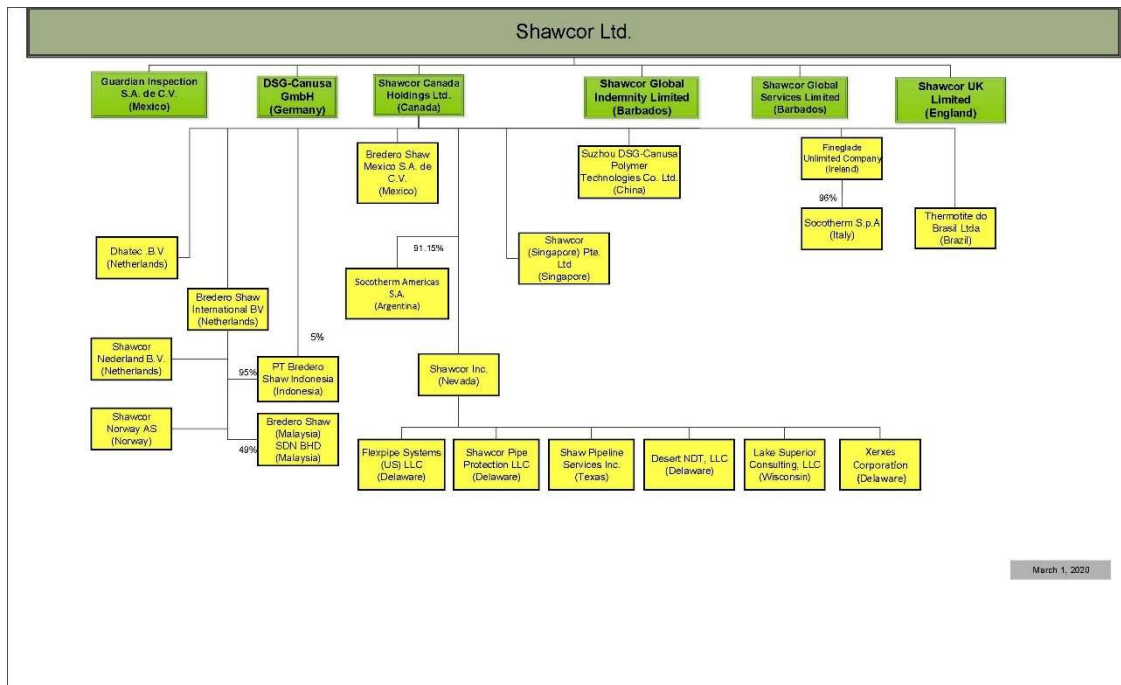 Shawcor Ltd.
Guardian Inspection
S.A. de C.V.
(Mexico)
DSG-Canusa
GmbH
(Germany)
Shawcor Canada
Holdings Ltd.
(Canada)
Shawcor Global
Indemnity Limited
(Barbados)
Shawcor Global
Services Limited
(Barbados)
Shawcor UK
Limited
(England)
Bredero Shaw
Mexico S.A. de
C.V.
(Mexico)
Suzhou DSG-Canusa
Polymer
Technologies Co. Ltd.
(China)
Fineglade
Unlimited Company
(Ireland)
96%
Dhatec .B.V
(Netherlands)
91.15%
Shawcor
(Singapore) Pte.
Ltd
(Singapore)
Socotherm S.p.A
(Italy)
Thermotite do
Brasil Ltda
(Brazil)
Socotherm Americas
S.A.
(Argentina)
Bredero Shaw
International BV
(Netherlands)
5%
Shawcor
Nederland B.V.
(Netherlands)
95%
PT Bredero
Shaw Indonesia
(Indonesia)
Shawcor Inc.
(Nevada)
Shawcor
Norway AS
(Norway)
49%
Bredero Shaw
(Malaysia)
SDN BHD
(Malaysia)
Flexpipe Systems
(US) LLC
(Delaware)
Shawcor Pipe
Protection LLC
(Delaware)
Shaw Pipeline
Services Inc.
(Texas)
Desert NDT, LLC
(Delaware)
Lake Superior
Consulting, LLC
(Wisconsin)
Xerxes
Corporation
(Delaware)
March 1, 2020